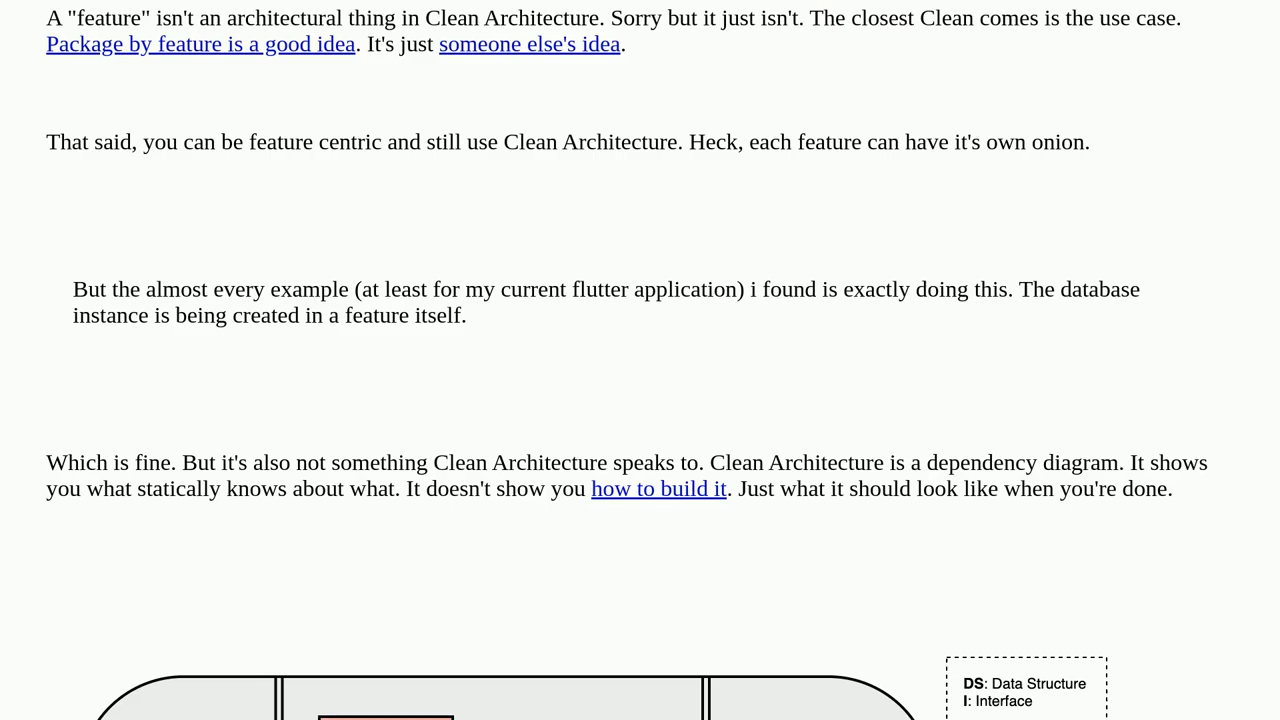 A "feature" isn't an architectural thing in Clean Architecture. Sorry but it just isn't. The closest Clean comes is the use case.
Package by feature is a good idea. It's just someone else's idea.
That said, you can be feature centric and still use Clean Architecture. Heck, each feature can have it's own onion.
But the almost every example (at least for my current flutter application) i found is exactly doing this. The database
instance is being created in a feature itself.
Which is fine. But it's also not something Clean Architecture speaks to. Clean Architecture is a dependency diagram. It shows
you what statically knows about what. It doesn't show you how to build it. Just what it should look like when you're done.
DS: Data Structure
I: Interface